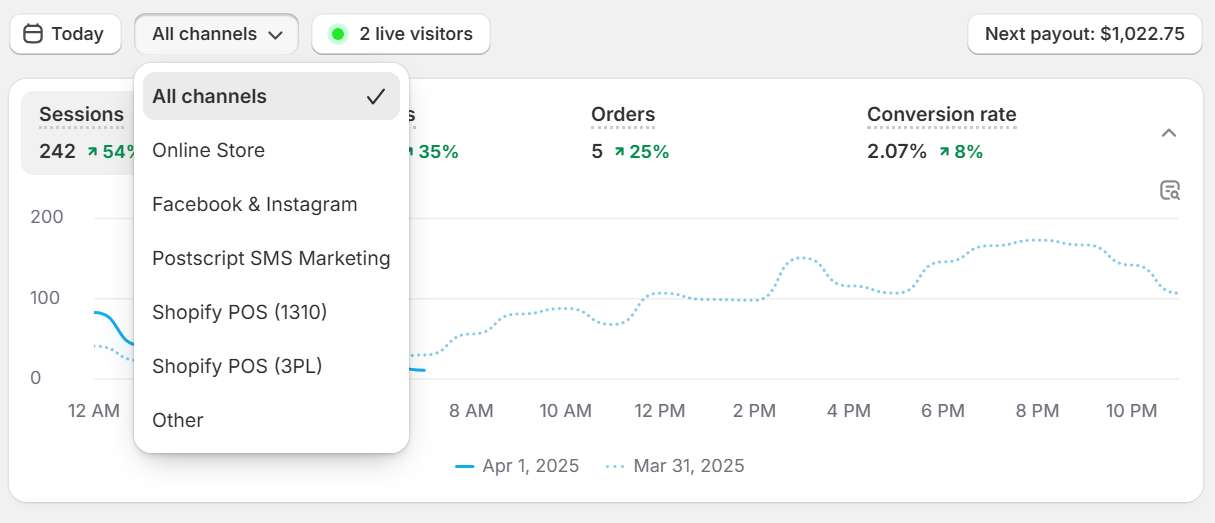 Today
All channels
2 live visitors
Next payout: $1,022.75
All channels
Online Store
Facebook & Instagram
Postscript SMS Marketing
Shopify POS (1310)
Shopify POS (3PL)
Other
Sessions
242 54%
35%
Orders
5 25%
Conversion rate
2.07% 8%
200
100
0
12 AM 8 AM 10 AM 12 PM 2 PM 4 PM 6 PM 8 PM 10 PM
Apr 1, 2025 Mar 31, 2025